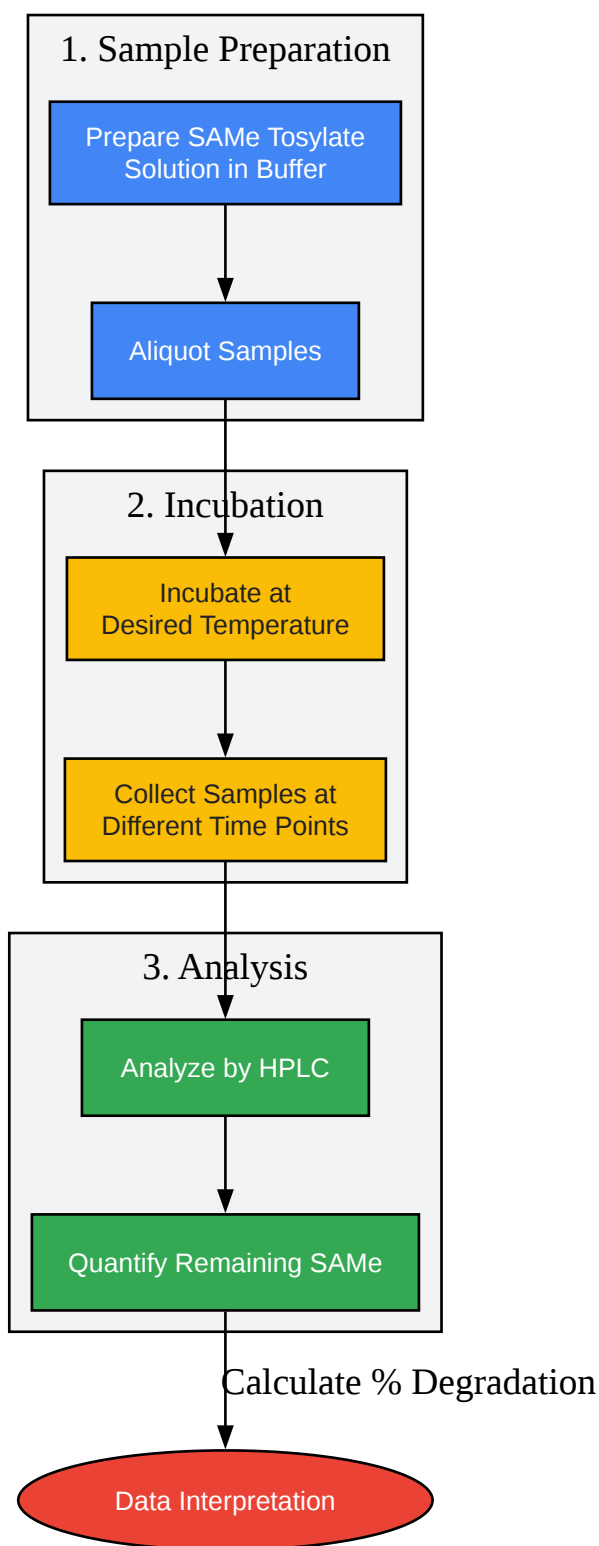 1. Sample Preparation
Prepare SAMe Tosylate
Solution in Buffer
Aliquot Samples
2. Incubation
Incubate at
Desired Temperature
Collect Samples at
Different Time Points
3. Analysis
Analyze by HPLC
Quantify Remaining SAMe
Calculate % Degradation
Data Interpretation